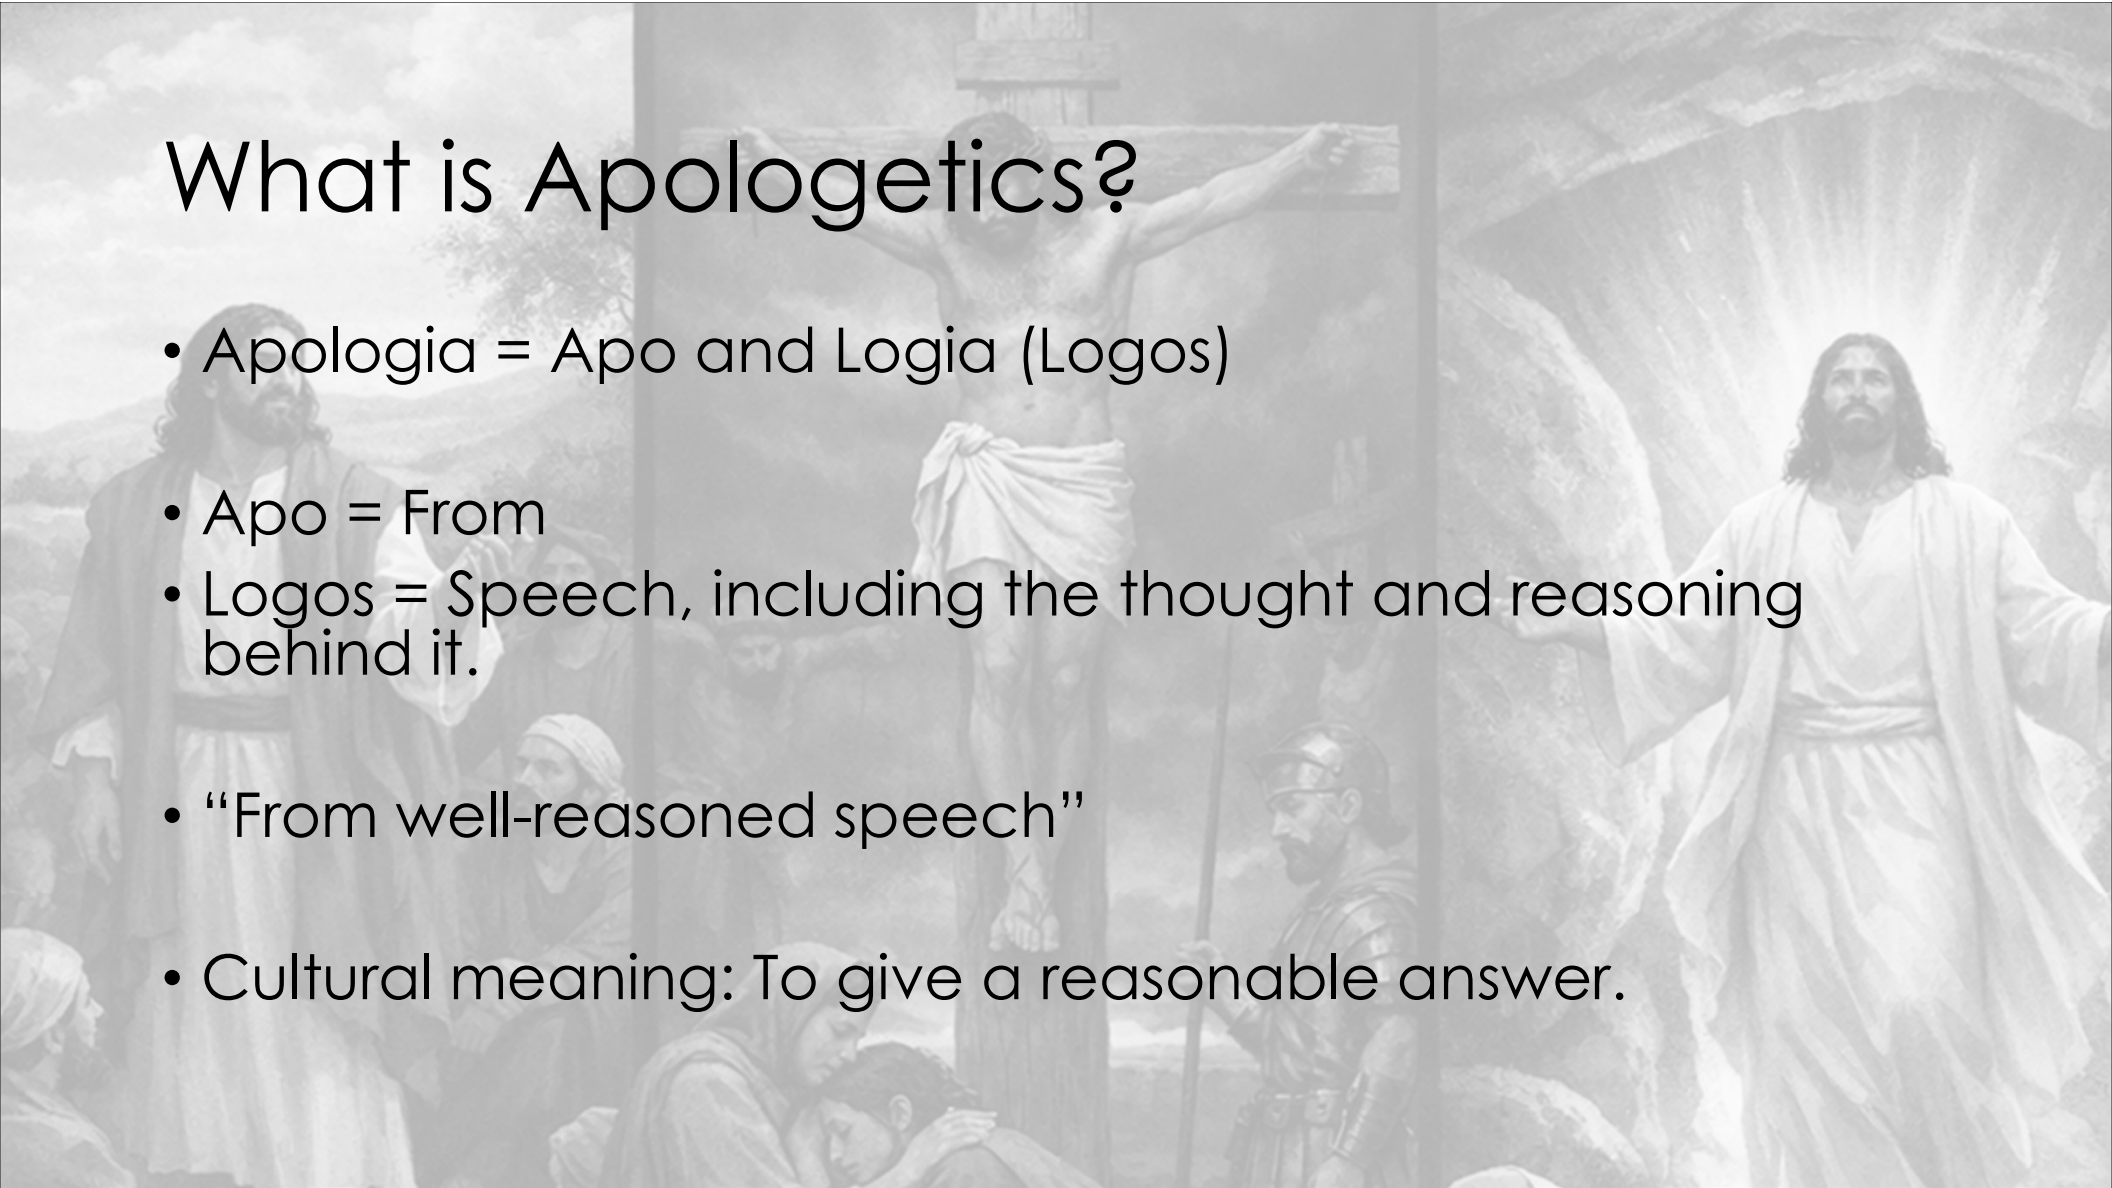 What is Apologetics?
• Apologia = Apo and Logia (Logos)
• Apo = From
• Logos = Speech, including the thought and reasoning
behind it.
• “From well-reasoned speech”
• Cultural meaning: To give a reasonable answer.